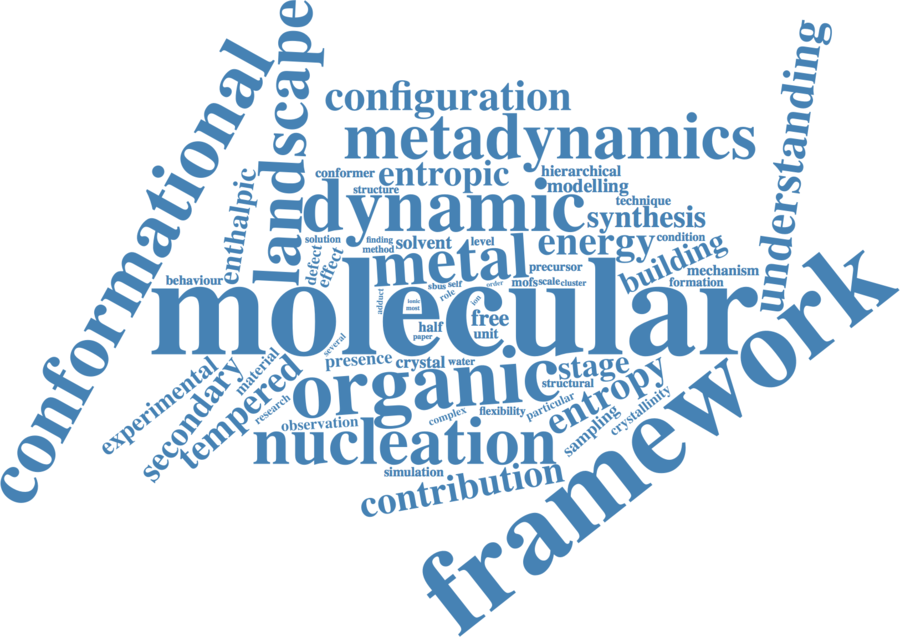 conformational
landscape
understanding
configuration
metadynamics
conformer
entropic
hierarchical
modelling
structure
enthalpic
dynamic
technique
synthesis
solution
finding
method
solvent
level
energy
condition
defect
effect
metal
building
behaviour
precursor
mechanism
formation
molecular
adduct
ionic
most
sbus
self
role
order
ion
mofs
scale
cluster
half
paper
free
unit
several
presence
crystal
water
stage
structural
experimental
secondary
material
tempered
research
organic
entropy
framework
observation
complex
flexibility
particular
sampling
crystallinity
nucleation
simulation
contribution